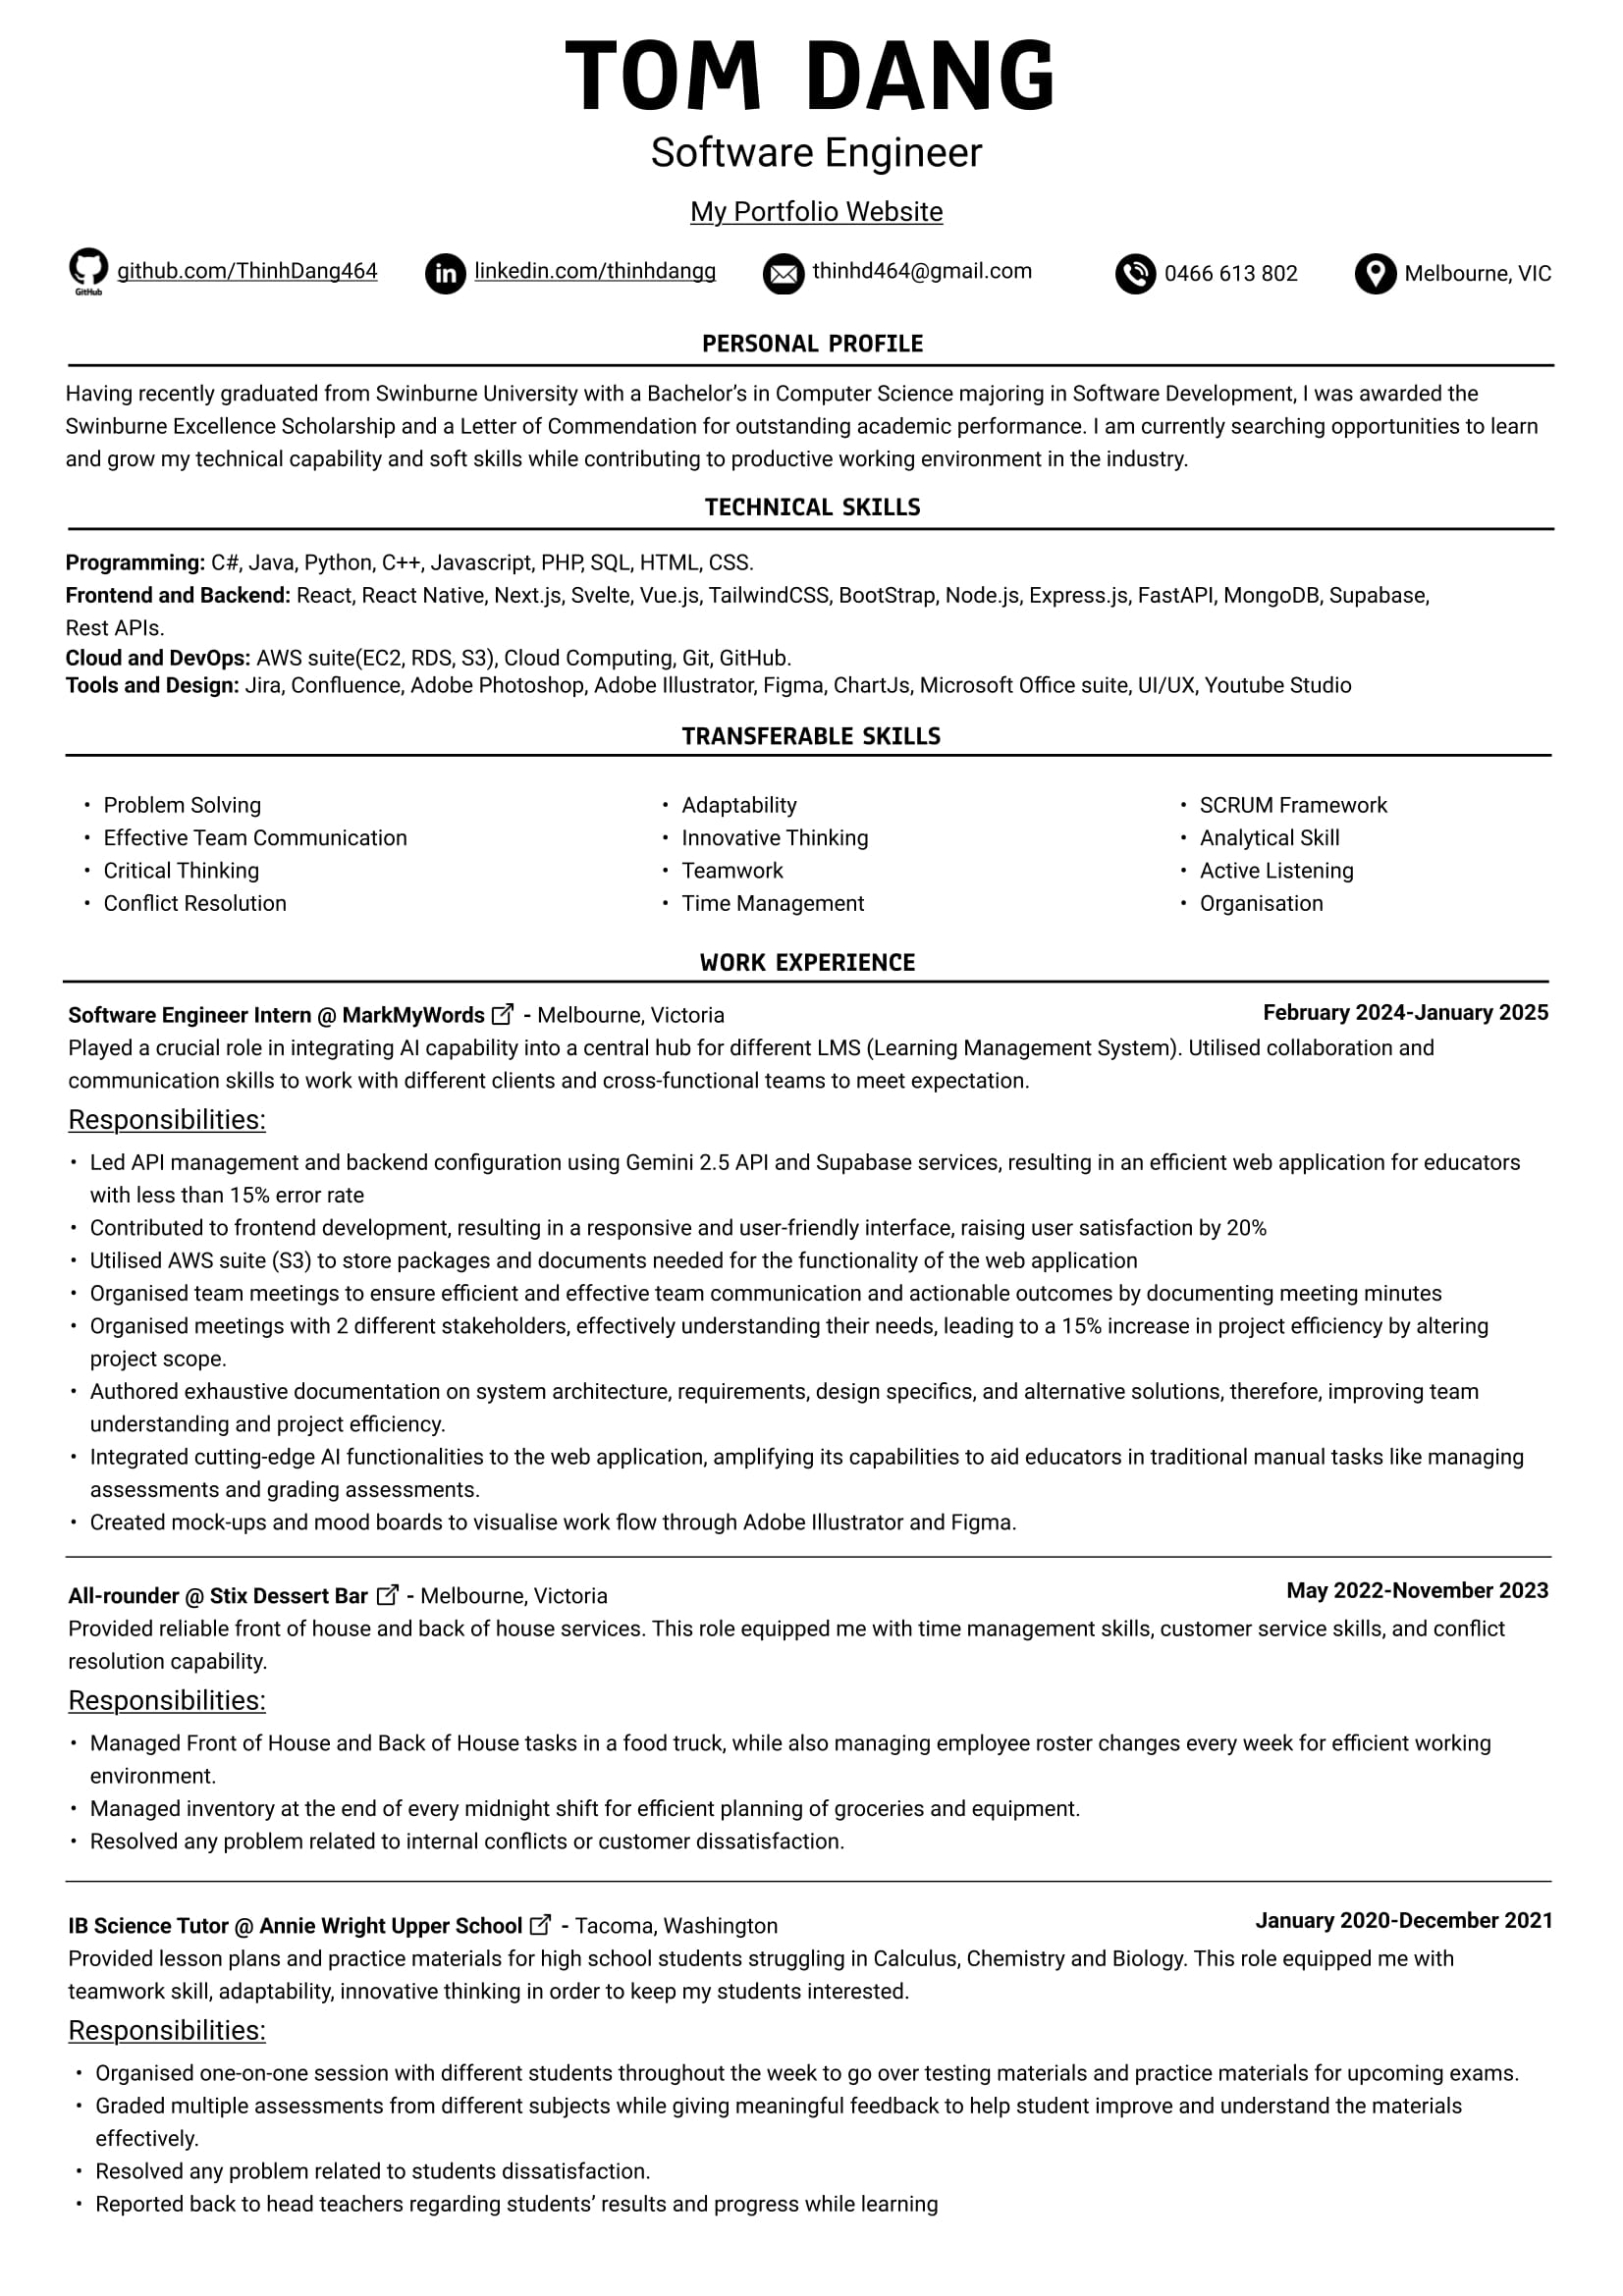 TOM DANG
Software Engineer
My Portfolio Website
GitHub
github.com/ThinhDang464
in
linkedin.com/thinhdangg
thinhd464@gmail.com
0466 613 802
Melbourne, VIC
PERSONAL PROFILE
Having recently graduated from Swinburne University with a Bachelor’s in Computer Science majoring in Software Development, I was awarded the
Swinburne Excellence Scholarship and a Letter of Commendation for outstanding academic performance. I am currently searching opportunities to learn
and grow my technical capability and soft skills while contributing to productive working environment in the industry.
TECHNICAL SKILLS
Programming: C#, Java, Python, C++, Javascript, PHP, SQL, HTML, CSS.
Frontend and Backend: React, React Native, Next.js, Svelte, Vue.js, TailwindCSS, BootStrap, Node.js, Express.js, FastAPI, MongoDB, Supabase,
Rest APIs.
Cloud and DevOps: AWS suite(EC2, RDS, S3), Cloud Computing, Git, GitHub.
Tools and Design: Jira, Confluence, Adobe Photoshop, Adobe Illustrator, Figma, ChartJs, Microsoft Office suite, UI/UX, Youtube Studio
TRANSFERABLE SKILLS
• Problem Solving
• Effective Team Communication
• Critical Thinking
• Conflict Resolution
• Adaptability
• Innovative Thinking
• Teamwork
• Time Management
• SCRUM Framework
• Analytical Skill
• Active Listening
• Organisation
WORK EXPERIENCE
Software Engineer Intern @ MarkMyWords - Melbourne, Victoria
February 2024-January 2025
Played a crucial role in integrating AI capability into a central hub for different LMS (Learning Management System). Utilised collaboration and
communication skills to work with different clients and cross-functional teams to meet expectation.
Responsibilities:
• Led API management and backend configuration using Gemini 2.5 API and Supabase services, resulting in an efficient web application for educators
with less than 15% error rate
• Contributed to frontend development, resulting in a responsive and user-friendly interface, raising user satisfaction by 20%
• Utilised AWS suite (S3) to store packages and documents needed for the functionality of the web application
• Organised team meetings to ensure efficient and effective team communication and actionable outcomes by documenting meeting minutes
• Organised meetings with 2 different stakeholders, effectively understanding their needs, leading to a 15% increase in project efficiency by altering
project scope.
• Authored exhaustive documentation on system architecture, requirements, design specifics, and alternative solutions, therefore, improving team
understanding and project efficiency.
• Integrated cutting-edge AI functionalities to the web application, amplifying its capabilities to aid educators in traditional manual tasks like managing
assessments and grading assessments.
• Created mock-ups and mood boards to visualise work flow through Adobe Illustrator and Figma.
All-rounder @ Stix Dessert Bar - Melbourne, Victoria
May 2022-November 2023
Provided reliable front of house and back of house services. This role equipped me with time management skills, customer service skills, and conflict
resolution capability.
Responsibilities:
• Managed Front of House and Back of House tasks in a food truck, while also managing employee roster changes every week for efficient working
environment.
• Managed inventory at the end of every midnight shift for efficient planning of groceries and equipment.
• Resolved any problem related to internal conflicts or customer dissatisfaction.
IB Science Tutor @ Annie Wright Upper School - Tacoma, Washington
January 2020-December 2021
Provided lesson plans and practice materials for high school students struggling in Calculus, Chemistry and Biology. This role equipped me with
teamwork skill, adaptability, innovative thinking in order to keep my students interested.
Responsibilities:
• Organised one-on-one session with different students throughout the week to go over testing materials and practice materials for upcoming exams.
• Graded multiple assessments from different subjects while giving meaningful feedback to help student improve and understand the materials
effectively.
• Resolved any problem related to students dissatisfaction.
• Reported back to head teachers regarding students’ results and progress while learning